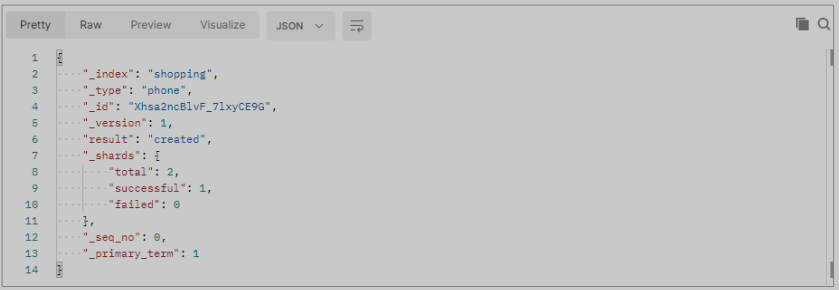 Pretty Raw Preview Visualize JSON
1 {
2 "_index": "shopping",
3 "_type": "phone",
4 "_id": "Xhsa2ncBlvF_7lxyCE9G",
5 "_version": 1,
6 "result": "created",
7 "_shards": {
8 "total": 2,
9 "successful": 1,
10 "failed": 0
11 },
12 "_seq_no": 0,
13 "_primary_term": 1
14 }